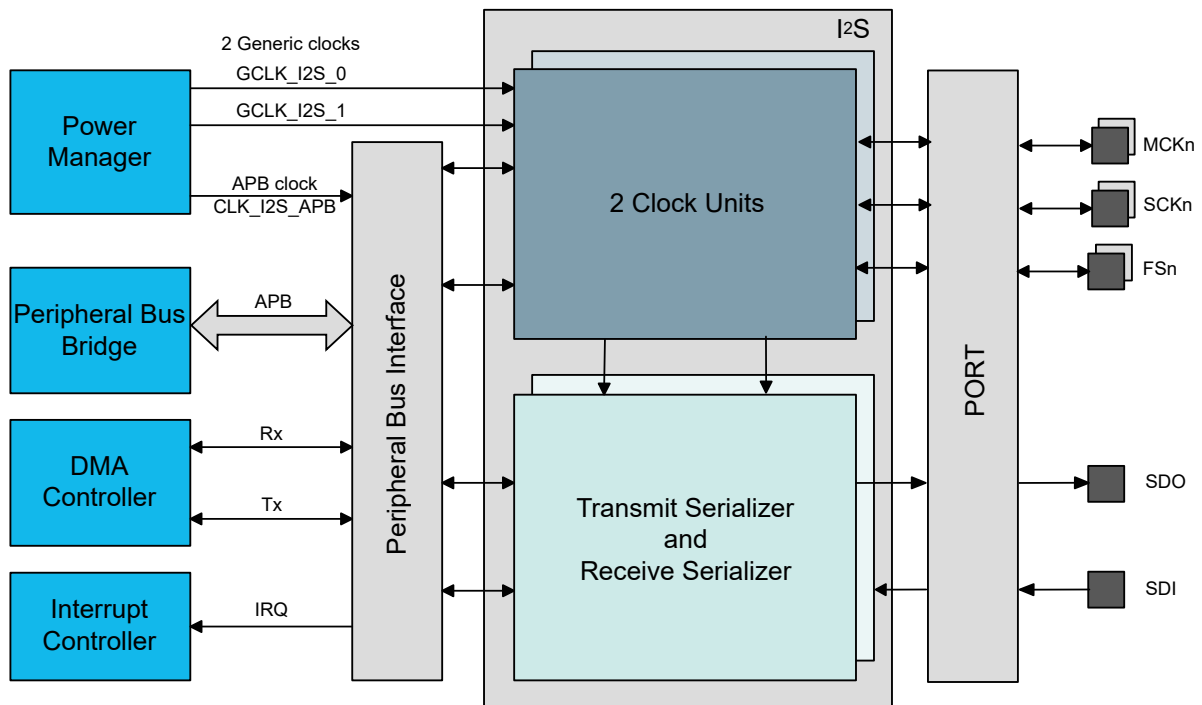 I2S
2 Generic clocks
GCLK_I2S_0
GCLK_I2S_1
Power
Manager
APB clock
CLK_I2S_APB
Peripheral Bus
Bridge
APB
DMA
Controller
Rx
Tx
Interrupt
Controller
IRQ
Peripheral Bus Interface
2 Clock Units
Transmit Serializer
and
Receive Serializer
PORT
MCKn
SCKn
FSn
SDO
SDI